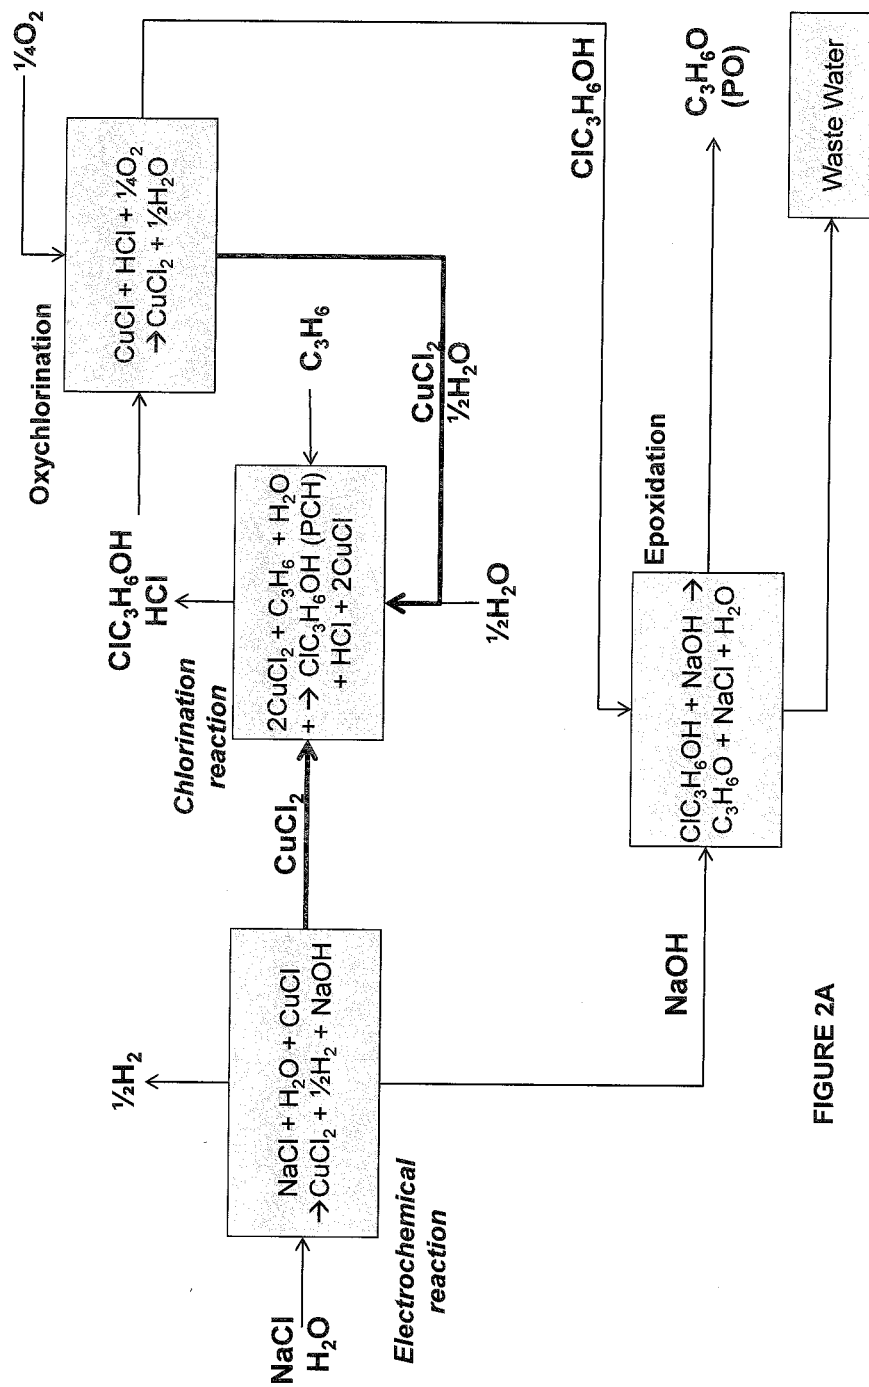 NaCl
H₂O
Electrochemical
reaction
NaCl + H₂O + CuCl
→CuCl₂ + ½H₂ + NaOH
½H₂
CuCl₂
NaOH
Chlorination
reaction
2CuCl₂ + C₃H₆ + H₂O
+ → ClC₃H₆OH (PCH)
+ HCl + 2CuCl
ClC₃H₆OH
HCl
C₃H₆
½H₂O
CuCl₂
½H₂O
Oxychlorination
CuCl + HCl + ¼O₂
→CuCl₂ + ½H₂O
¼O₂
ClC₃H₆OH
Epoxidation
ClC₃H₆OH + NaOH →
C₃H₆O + NaCl + H₂O
C₃H₆O
(PO)
Waste Water
FIGURE 2A